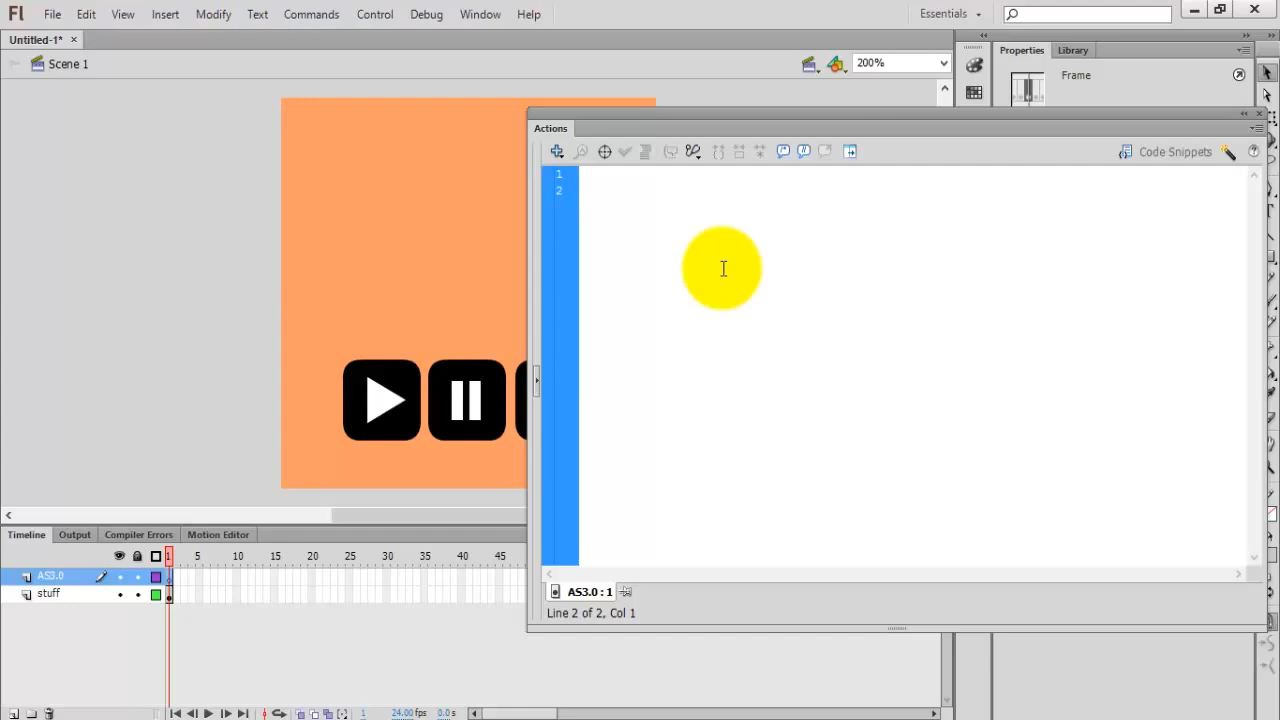 Fl File Edit View Insert Modify Text Commands Control Debug Window Help Essentials
Untitled-1*
Scene 1 200%
Properties Library
Frame
Actions
Code Snippets
1
2
AS3.0 : 1
Line 2 of 2, Col 1
Timeline Output Compiler Errors Motion Editor
1 5 10 15 20 25 30 35 40 45
AS3.0
stuff
1 24.00 fps 0.0 s